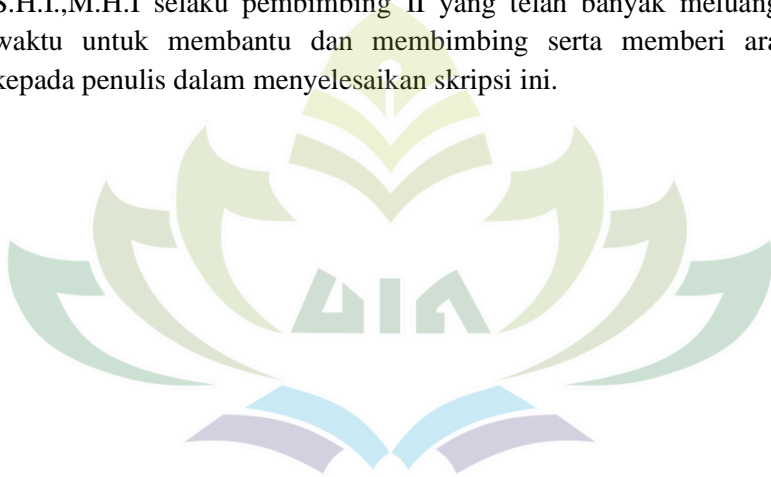 S.H.I.,M.H.I selaku pembimbing II yang telah banyak meluang
waktu untuk membantu dan membimbing serta memberi ara
kepada penulis dalam menyelesaikan skripsi ini.
UIN